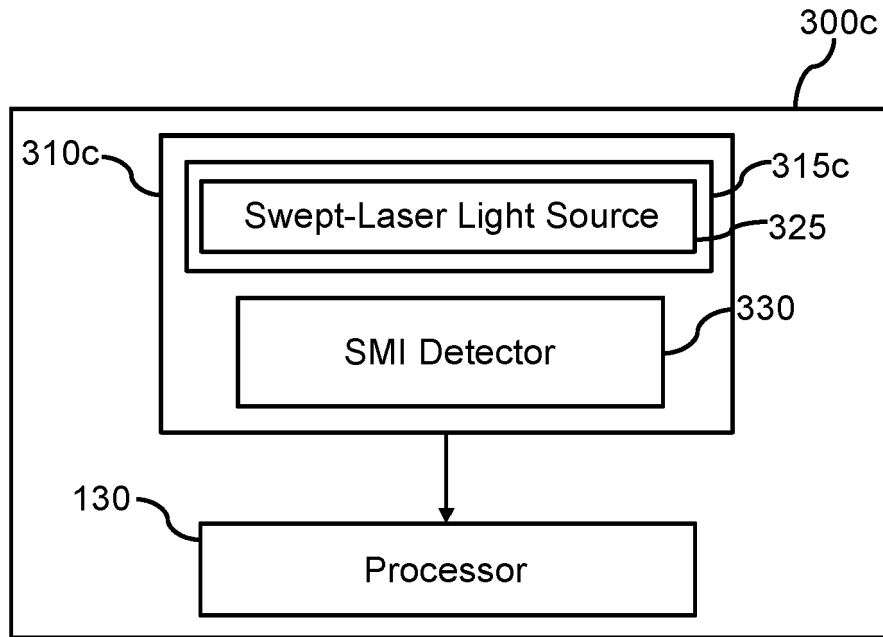 300c
310c
315c
Swept-Laser Light Source
325
330
SMI Detector
130
Processor